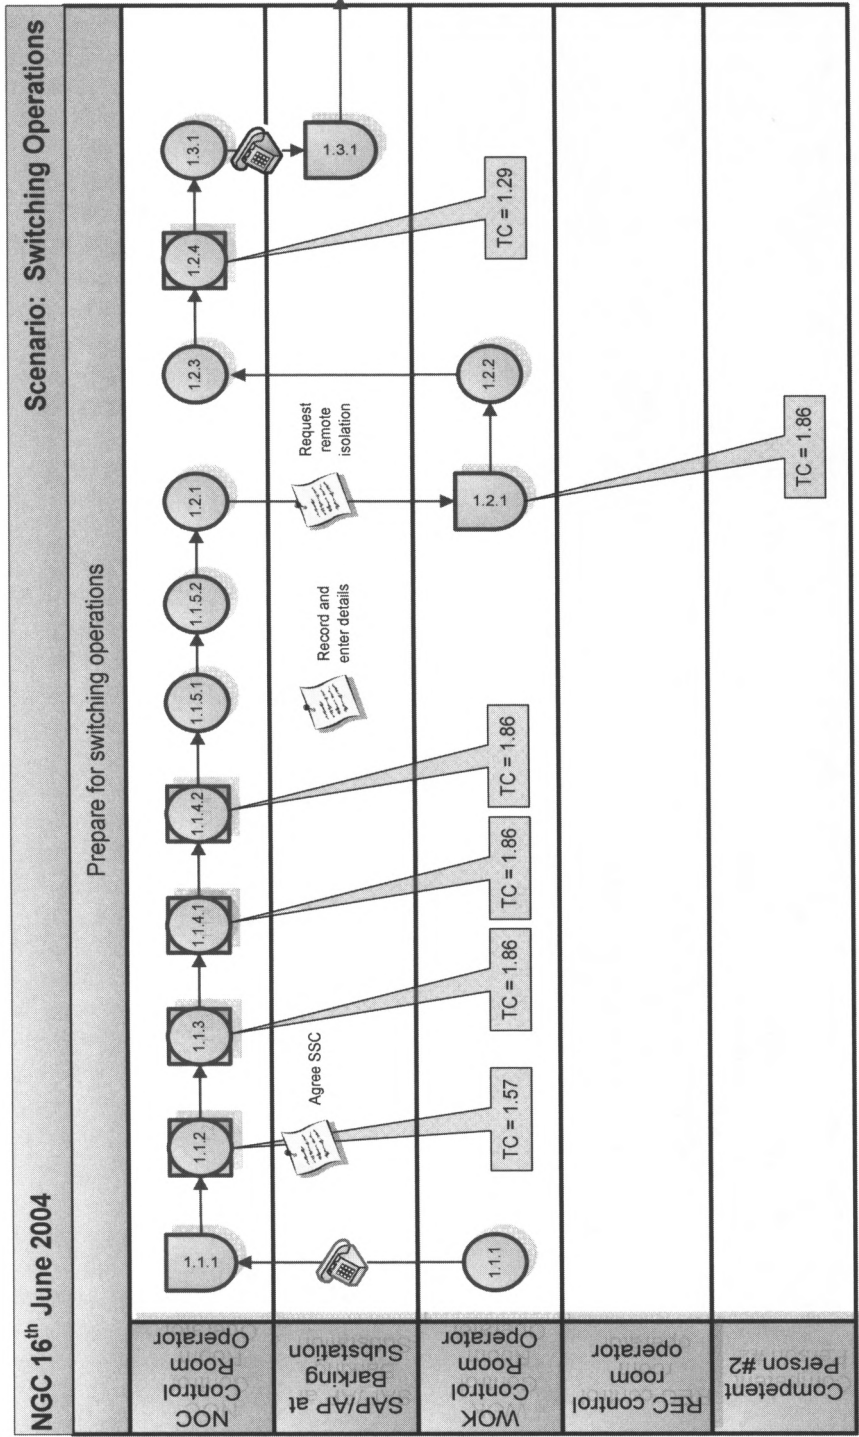 NGC 16th June 2004
Scenario: Switching Operations
Prepare for switching operations
NOC
Control
Room
Operator
1.1.1
1.1.2
1.1.3
1.1.4.1
1.1.4.2
1.1.5.1
1.1.5.2
1.2.1
1.2.3
1.2.4
1.3.1
SAP/AP at
Barking
Substation
Agree SSC
Record and
enter details
Request
remote
isolation
1.3.1
WOK
Control
Room
Operator
1.1.1
TC = 1.57
TC = 1.86
TC = 1.86
TC = 1.86
1.2.1
1.2.2
TC = 1.29
REC control
room
operator
Competent
Person #2
TC = 1.86